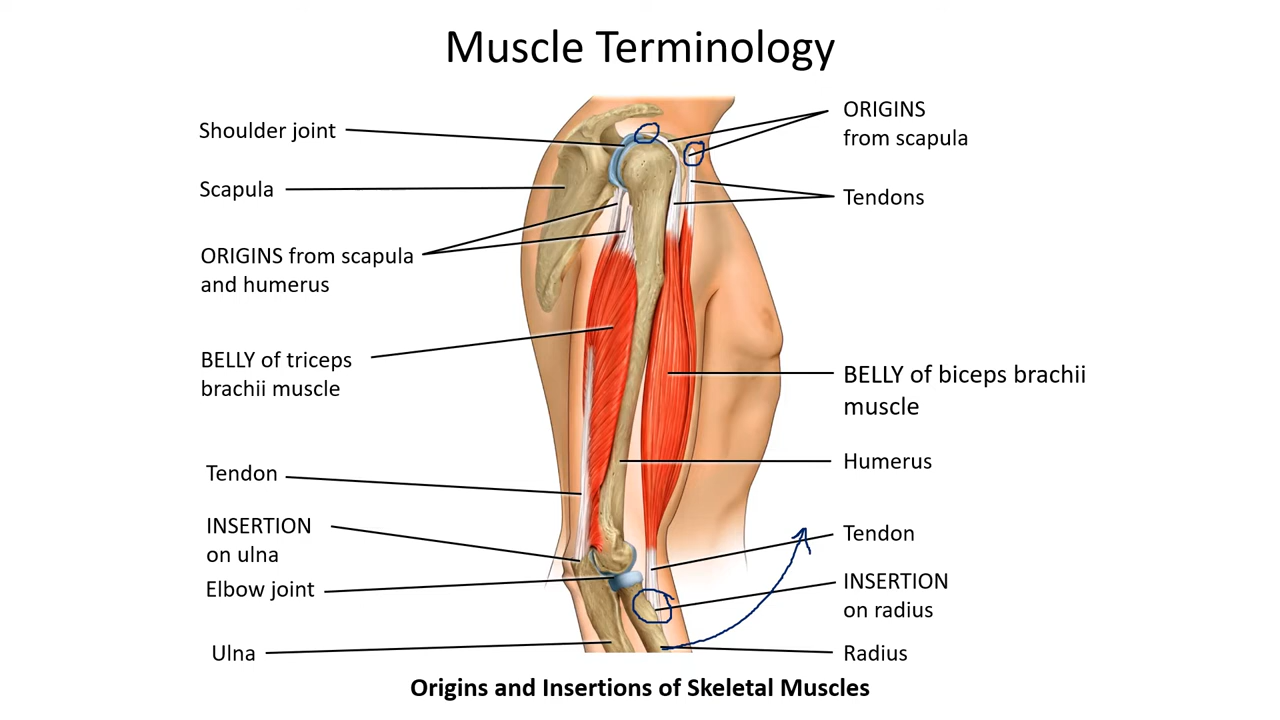 Muscle Terminology
Shoulder joint
Scapula
ORIGINS from scapula
and humerus
BELLY of triceps
brachii muscle
Tendon
INSERTION
on ulna
Elbow joint
Ulna
ORIGINS
from scapula
Tendons
BELLY of biceps brachii
muscle
Humerus
Tendon
INSERTION
on radius
Radius
Origins and Insertions of Skeletal Muscles